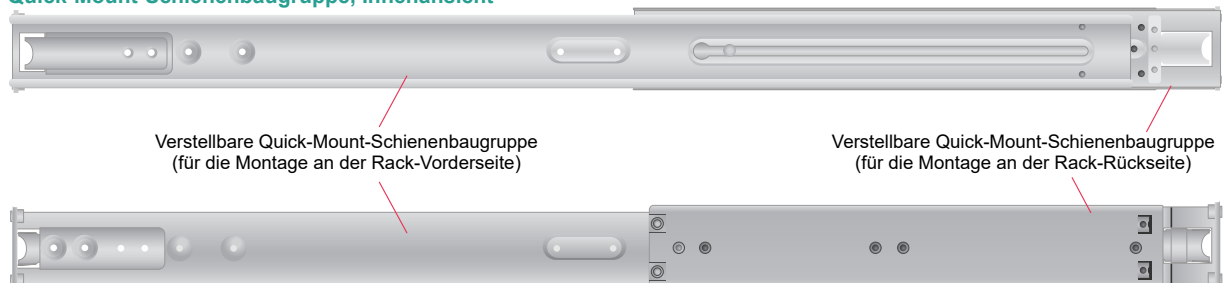 Quick-Mount-Schienenbaugruppe, Innenansicht
Verstellbare Quick-Mount-Schienenbaugruppe
(für die Montage an der Rack-Vorderseite)
Verstellbare Quick-Mount-Schienenbaugruppe
(für die Montage an der Rack-Rückseite)